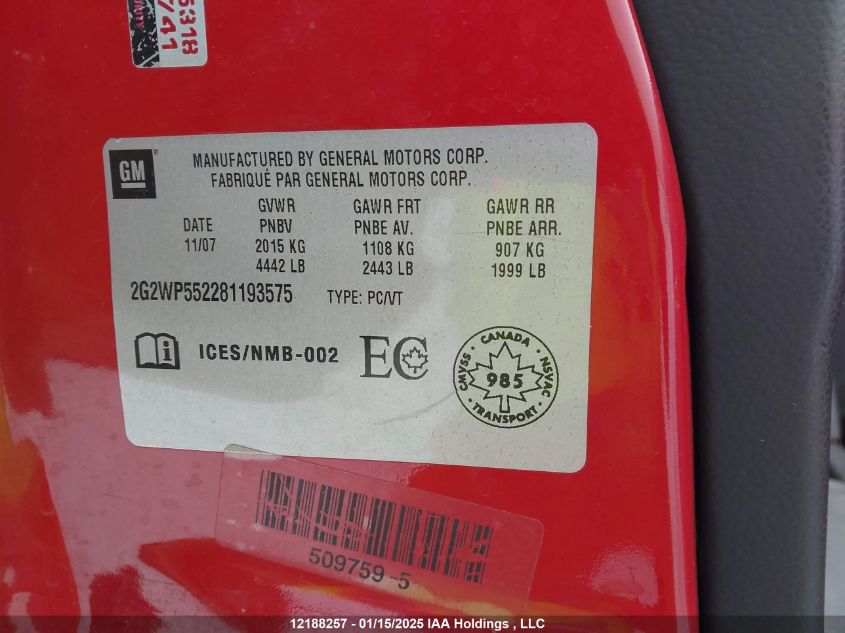 5318
7/41
GM
MANUFACTURED BY GENERAL MOTORS CORP.
FABRIQUÉ PAR GENERAL MOTORS CORP.
GVWR GAWR FRT GAWR RR
DATE PNBV PNBE AV. PNBE ARR.
11/07 2015 KG 1108 KG 907 KG
4442 LB 2443 LB 1999 LB
2G2WP552281193575 TYPE: PC/VT
i ICES/NMB-002 EC
CANADA
CMVSS 985 NSVAC
TRANSPORT
509759-5
12188257 - 01/15/2025 IAA Holdings , LLC